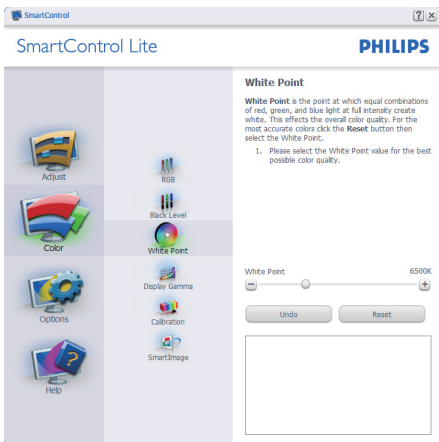 SmartControl
SmartControl Lite
PHILIPS
Adjust
Color
Options
Help
RGB
Black Level
White Point
Display Gamma
Calibration
SmartImage
White Point
White Point is the point at which equal combinations
of red, green, and blue light at full intensity create
white. This effects the overall color quality. For the
most accurate colors click the Reset button then
select the White Point.
1. Please select the White Point value for the best
possible color quality.
White Point 6500K
Undo Reset